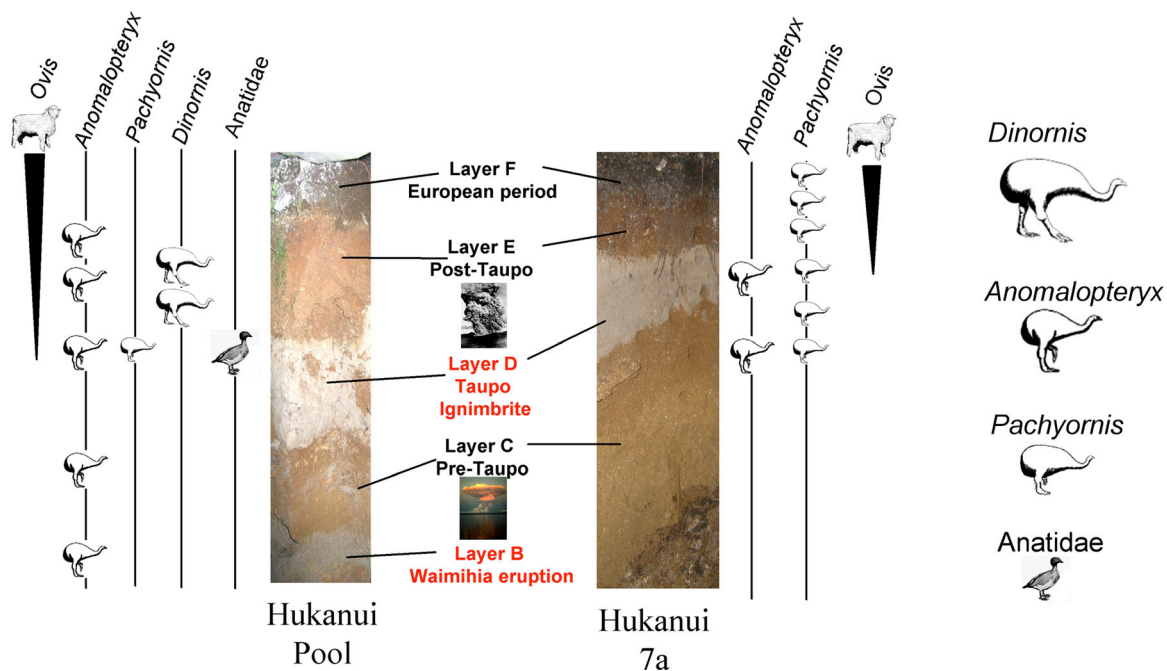 Ovis
Anomalopteryx
Pachyornis
Dinornis
Anatidae
Layer F
European period
Layer E
Post-Taupo
Layer D
Taupo
Ignimbrite
Layer C
Pre-Taupo
Layer B
Waimihia eruption
Hukanui
Pool
Hukanui
7a
Anomalopteryx
Pachyornis
Ovis
Dinornis
Anomalopteryx
Pachyornis
Anatidae